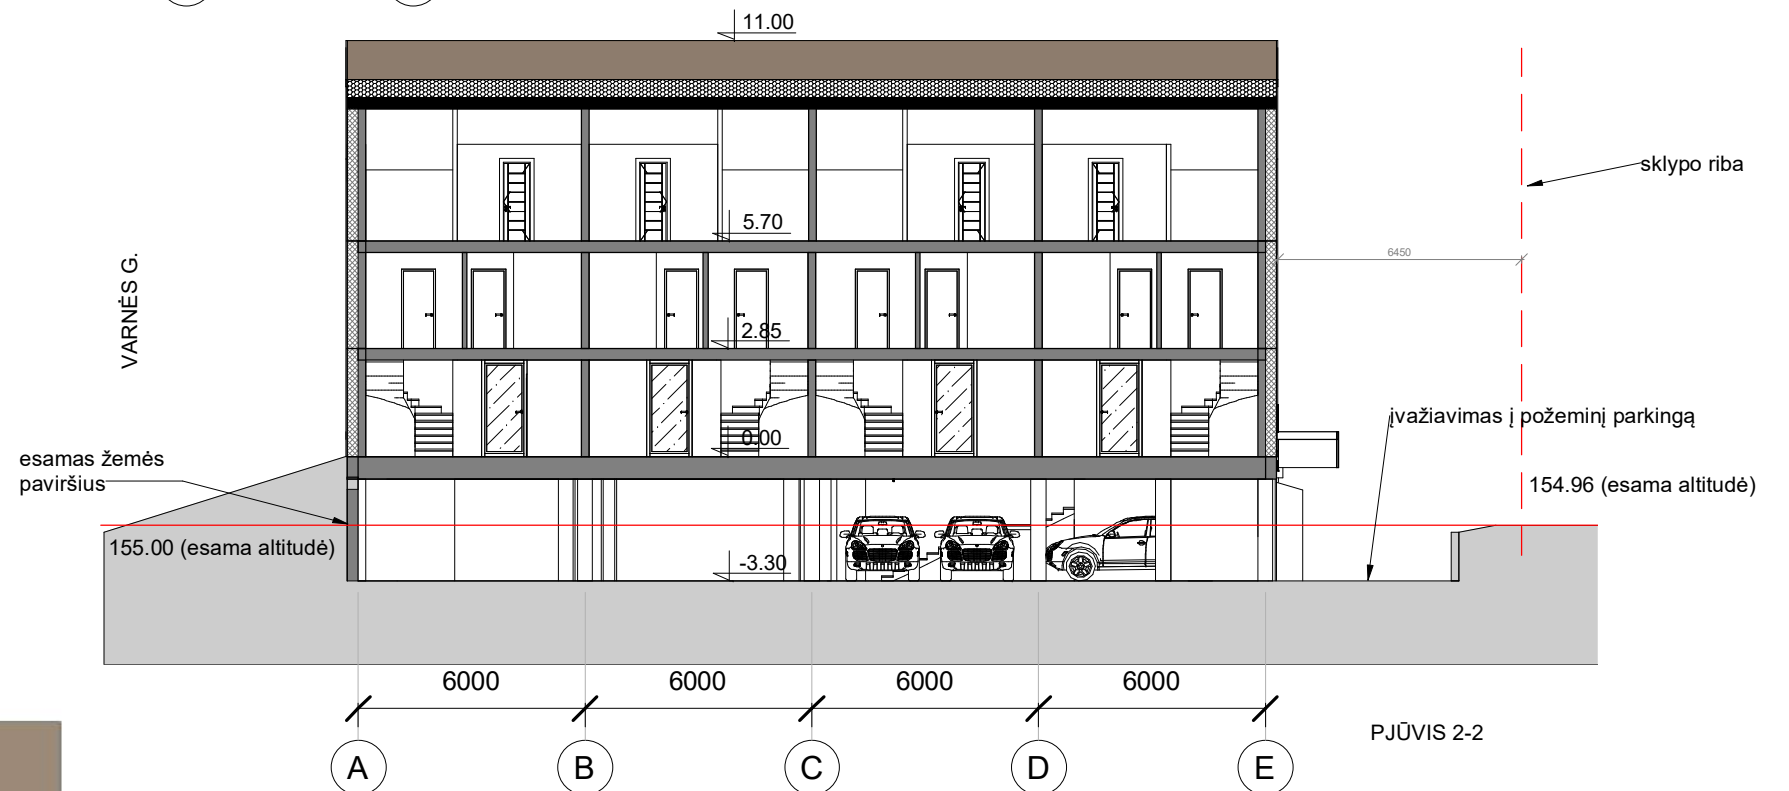 11.00
sklypo riba
5.70
6450
VARNĖS G.
2.85
įvažiavimas į požeminį parkingą
0.00
esamas žemės
paviršius
154.96 (esama altitudė)
155.00 (esama altitudė)
-3.30
6000 6000 6000 6000
PJŪVIS 2-2
A B C D E